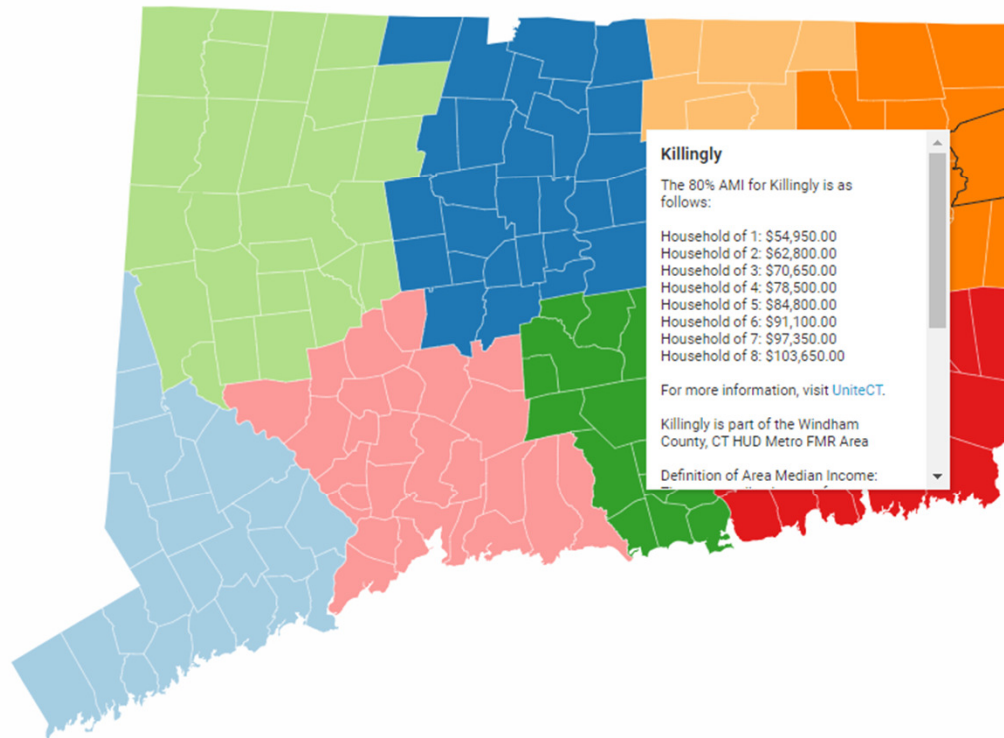 Killingly
The 80% AMI for Killingly is as
follows:
Household of 1: $54,950.00
Household of 2: $62,800.00
Household of 3: $70,650.00
Household of 4: $78,500.00
Household of 5: $84,800.00
Household of 6: $91,100.00
Household of 7: $97,350.00
Household of 8: $103,650.00
For more information, visit UniteCT.
Killingly is part of the Windham
County, CT HUD Metro FMR Area
Definition of Area Median Income: